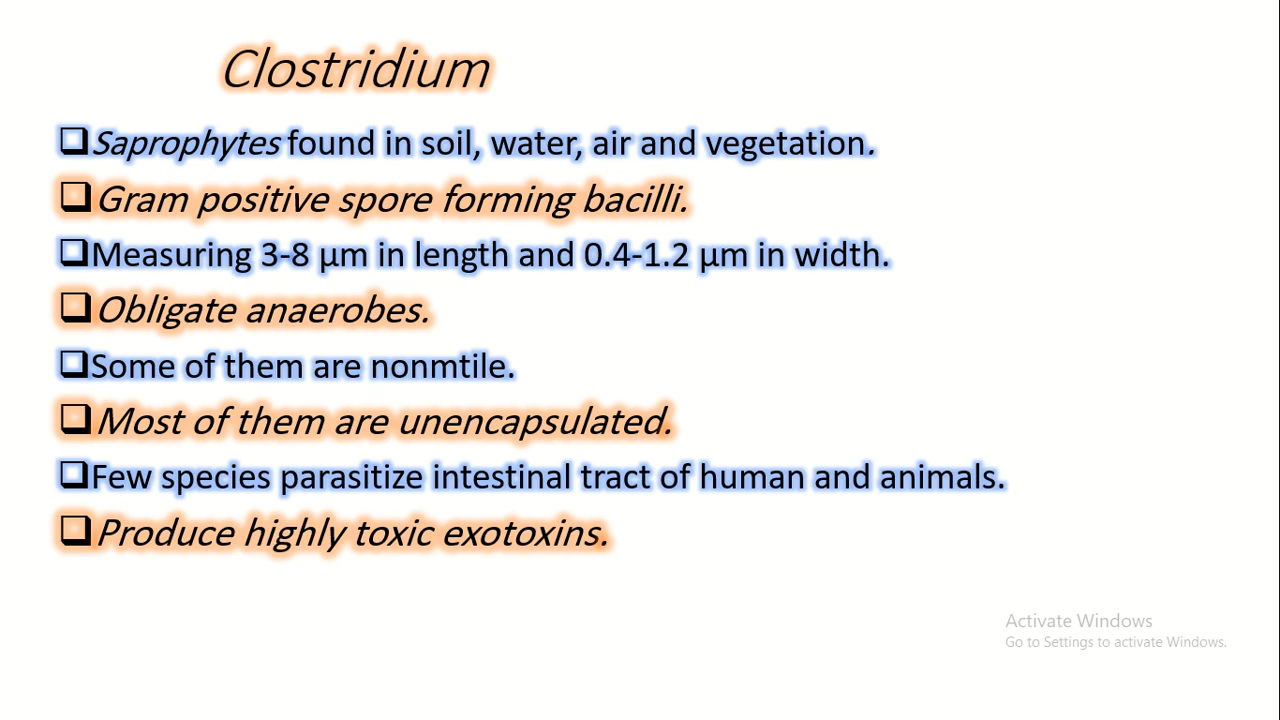 Clostridium
❑Saprophytes found in soil, water, air and vegetation.
❑Gram positive spore forming bacilli.
❑Measuring 3-8 µm in length and 0.4-1.2 µm in width.
❑Obligate anaerobes.
❑Some of them are nonmtile.
❑Most of them are unencapsulated.
❑Few species parasitize intestinal tract of human and animals.
❑Produce highly toxic exotoxins.
Activate Windows
Go to Settings to activate Windows.